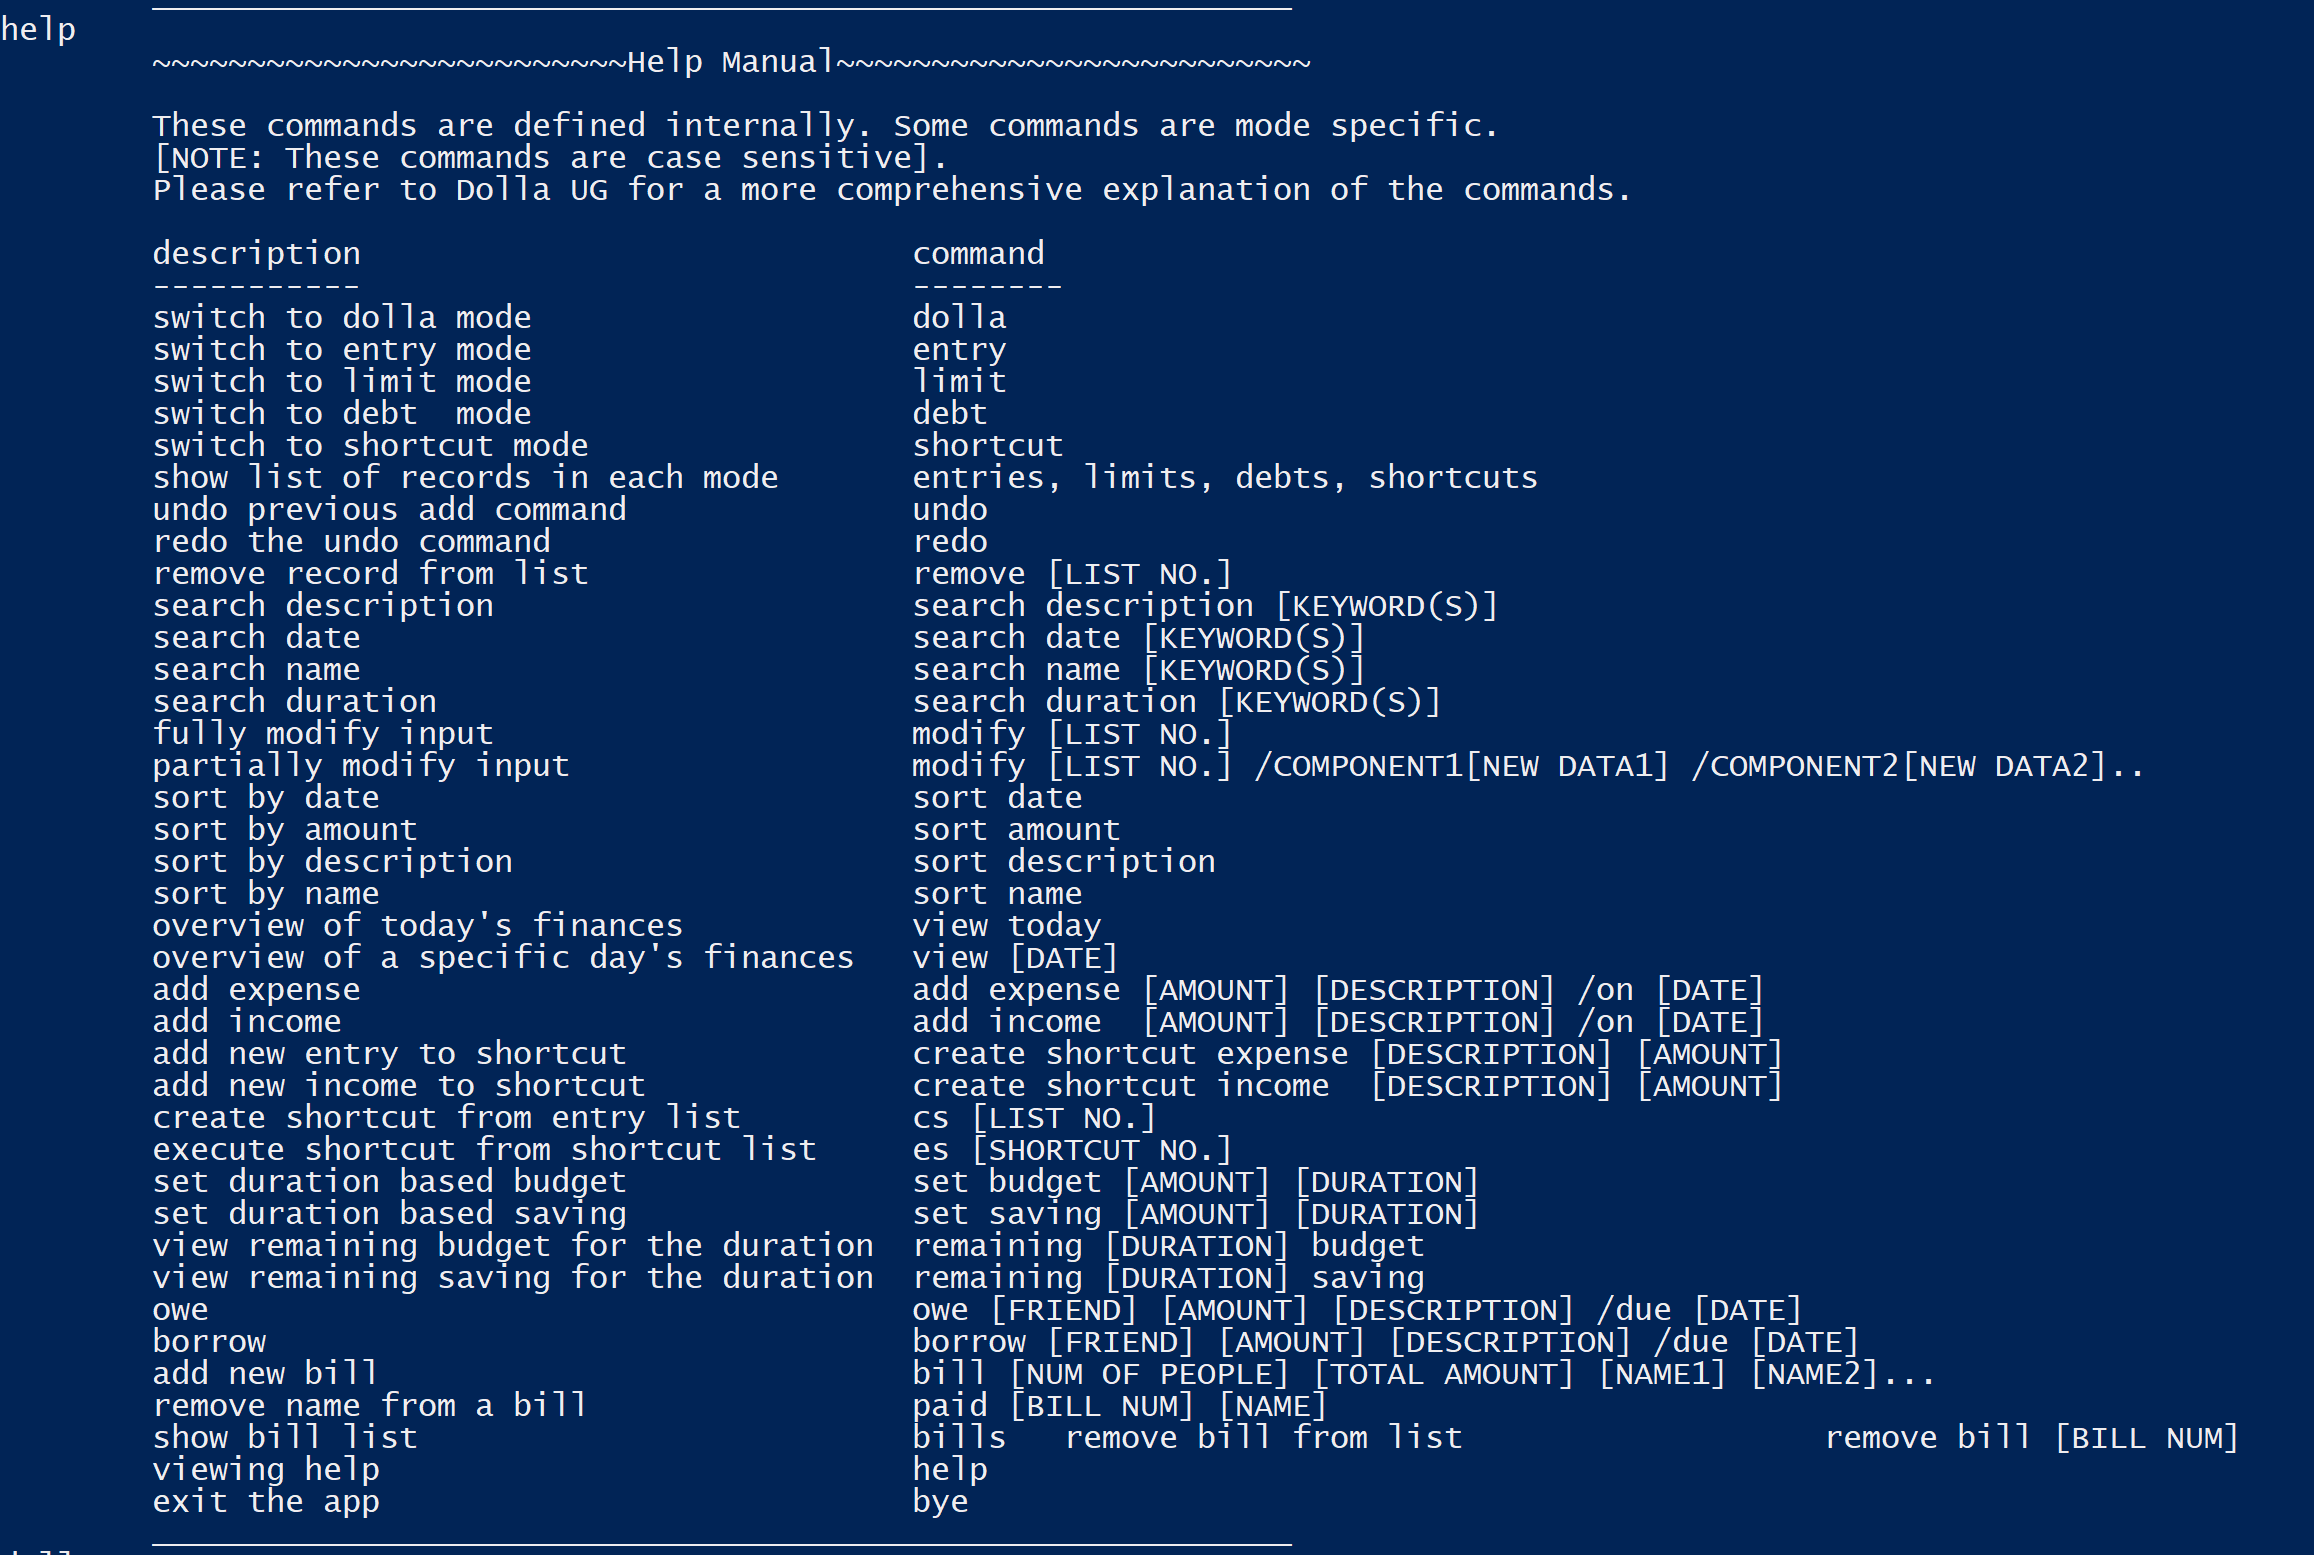 help
~~~~~~~~~~~~~~~~~~~~~~~~~Help Manual~~~~~~~~~~~~~~~~~~~~~~~~~
These commands are defined internally. Some commands are mode specific.
[NOTE: These commands are case sensitive].
Please refer to Dolla UG for a more comprehensive explanation of the commands.
description                             command
-----------                             --------
switch to dolla mode                    dolla
switch to entry mode                    entry
switch to limit mode                    limit
switch to debt  mode                    debt
switch to shortcut mode                 shortcut
show list of records in each mode       entries, limits, debts, shortcuts
undo previous add command               undo
redo the undo command                   redo
remove record from list                 remove [LIST NO.]
search description                      search description [KEYWORD(S)]
search date                             search date [KEYWORD(S)]
search name                             search name [KEYWORD(S)]
search duration                         search duration [KEYWORD(S)]
fully modify input                      modify [LIST NO.]
partially modify input                  modify [LIST NO.] /COMPONENT1[NEW DATA1] /COMPONENT2[NEW DATA2]..
sort by date                            sort date
sort by amount                          sort amount
sort by description                     sort description
sort by name                            sort name
overview of today's finances            view today
overview of a specific day's finances   view [DATE]
add expense                             add expense [AMOUNT] [DESCRIPTION] /on [DATE]
add income                              add income  [AMOUNT] [DESCRIPTION] /on [DATE]
add new entry to shortcut               create shortcut expense [DESCRIPTION] [AMOUNT]
add new income to shortcut              create shortcut income  [DESCRIPTION] [AMOUNT]
create shortcut from entry list         cs [LIST NO.]
execute shortcut from shortcut list     es [SHORTCUT NO.]
set duration based budget               set budget [AMOUNT] [DURATION]
set duration based saving               set saving [AMOUNT] [DURATION]
view remaining budget for the duration  remaining [DURATION] budget
view remaining saving for the duration  remaining [DURATION] saving
owe                                     owe [FRIEND] [AMOUNT] [DESCRIPTION] /due [DATE]
borrow                                  borrow [FRIEND] [AMOUNT] [DESCRIPTION] /due [DATE]
add new bill                            bill [NUM OF PEOPLE] [TOTAL AMOUNT] [NAME1] [NAME2]...
remove name from a bill                 paid [BILL NUM] [NAME]
show bill list                          bills   remove bill from list                   remove bill [BILL NUM]
viewing help                            help
exit the app                            bye